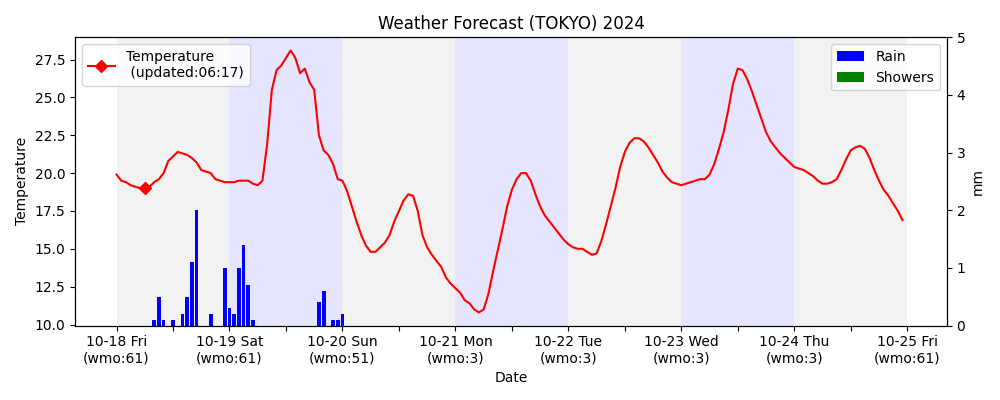 Weather Forecast (TOKYO) 2024
Temperature
(updated:06:17)
Rain
Showers
Temperature
27.5
25.0
22.5
20.0
17.5
15.0
12.5
10.0
5
4
3
2
1
0
mm
10-18 Fri
(wmo:61)
10-19 Sat
(wmo:61)
10-20 Sun
(wmo:51)
10-21 Mon
(wmo:3)
10-22 Tue
(wmo:3)
10-23 Wed
(wmo:3)
10-24 Thu
(wmo:3)
10-25 Fri
(wmo:61)
Date